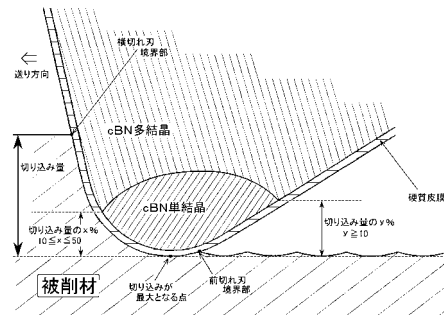 横切れ刃
境界部
⇐
送り方向
cBN多結晶
切り込み量
硬質皮膜
cBN単結晶
切り込み量のx%
10≦x≦50
切り込み量のy%
y≧10
被削材
切り込みが
最大となる点
前切れ刃
境界部